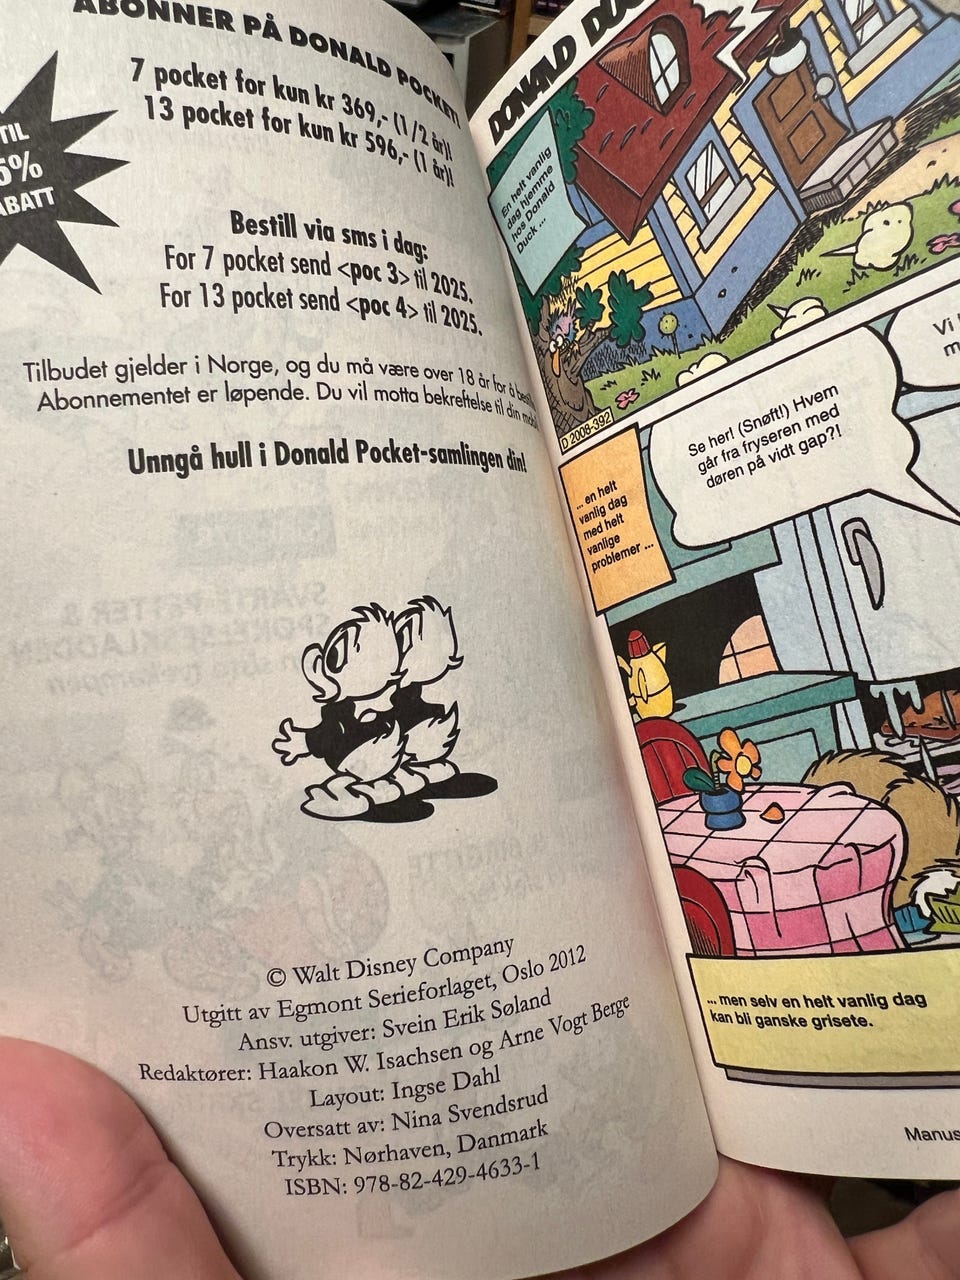 ABONNER PÅ DONALD POCKET!
7 pocket for kun kr 369,- (1/2 år)!
13 pocket for kun kr 596,- (1 år)!
TIL
5%
ABATT
Bestill via sms i dag:
For 7 pocket send <poc 3> til 2025.
For 13 pocket send <poc 4> til 2025.
Tilbudet gjelder i Norge, og du må være over 18 år for å
Abonnementet er løpende. Du vil motta bekreftelse til din
Unngå hull i Donald Pocket-samlingen din!
© Walt Disney Company
Utgitt av Egmont Serieforlaget, Oslo 2012
Ansv. utgiver: Svein Erik Søland
Redaktører: Haakon W. Isachsen og Arne Vogt Berge
Layout: Ingse Dahl
Oversatt av: Nina Svendsrud
Trykk: Nørhaven, Danmark
ISBN: 978-82-429-4633-1
DONALD DUC
En helt vanlig
dag hjemme
hos Donald
Duck ...
D 2008-392
... en helt
vanlig dag
med helt
vanlige
problemer ...
Se her! (Snøft!) Hvem
går fra fryseren med
døren på vidt gap?!
Vi
m
... men selv en helt vanlig dag
kan bli ganske grisete.
Manus